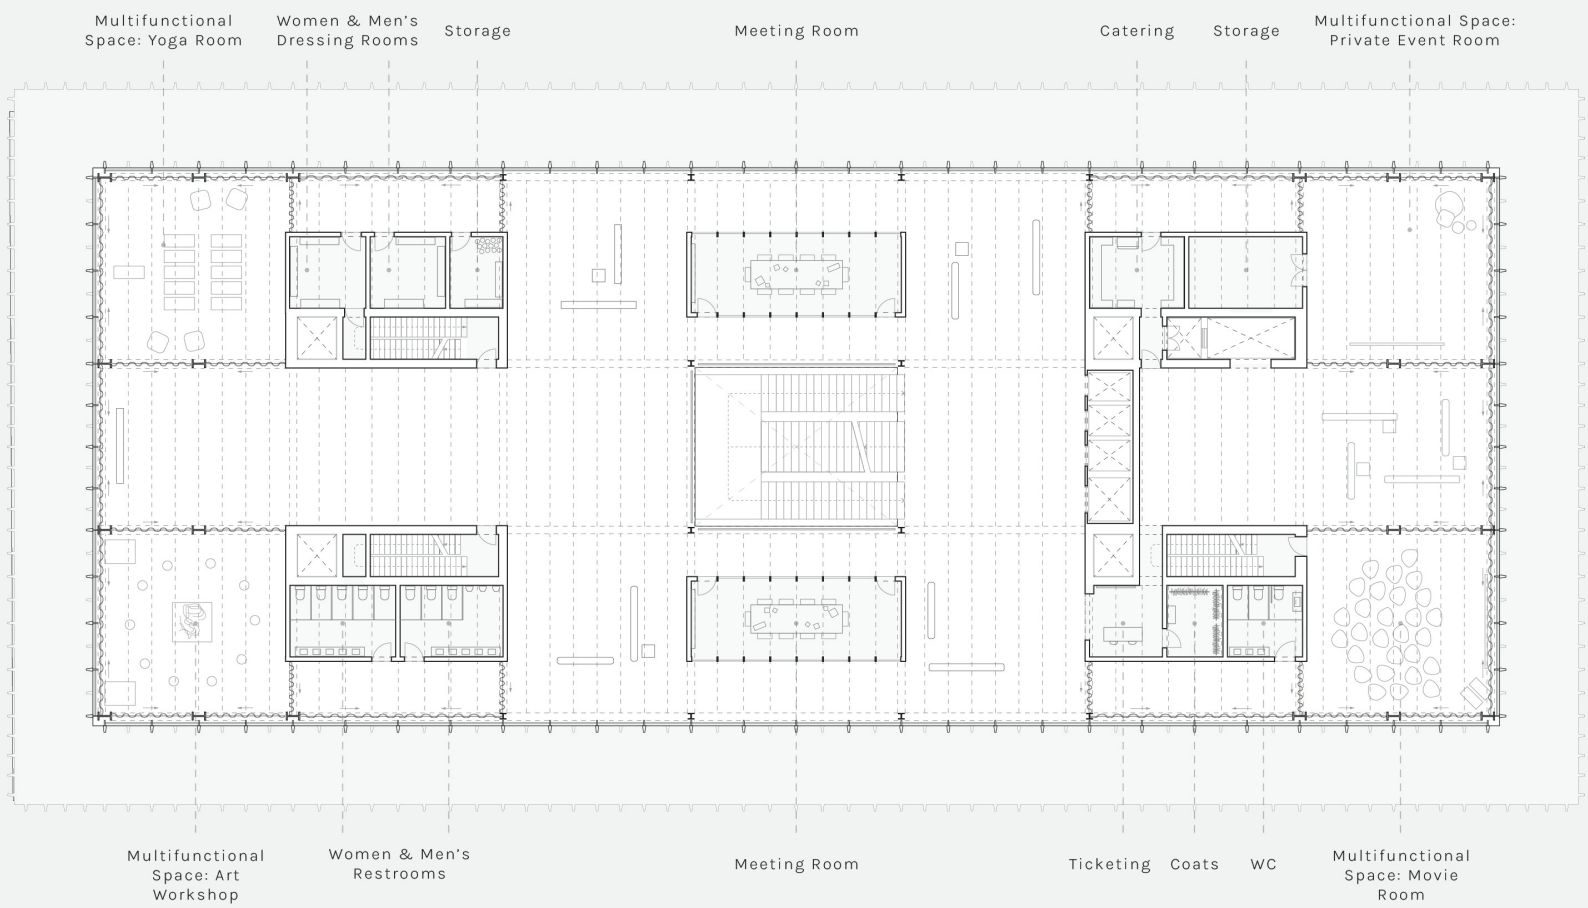 Multifunctional
Space: Yoga Room
Women & Men's
Dressing Rooms
Storage
Meeting Room
Catering
Storage
Multifunctional Space:
Private Event Room
Multifunctional
Space: Art
Workshop
Women & Men's
Restrooms
Meeting Room
Ticketing
Coats
WC
Multifunctional
Space: Movie
Room